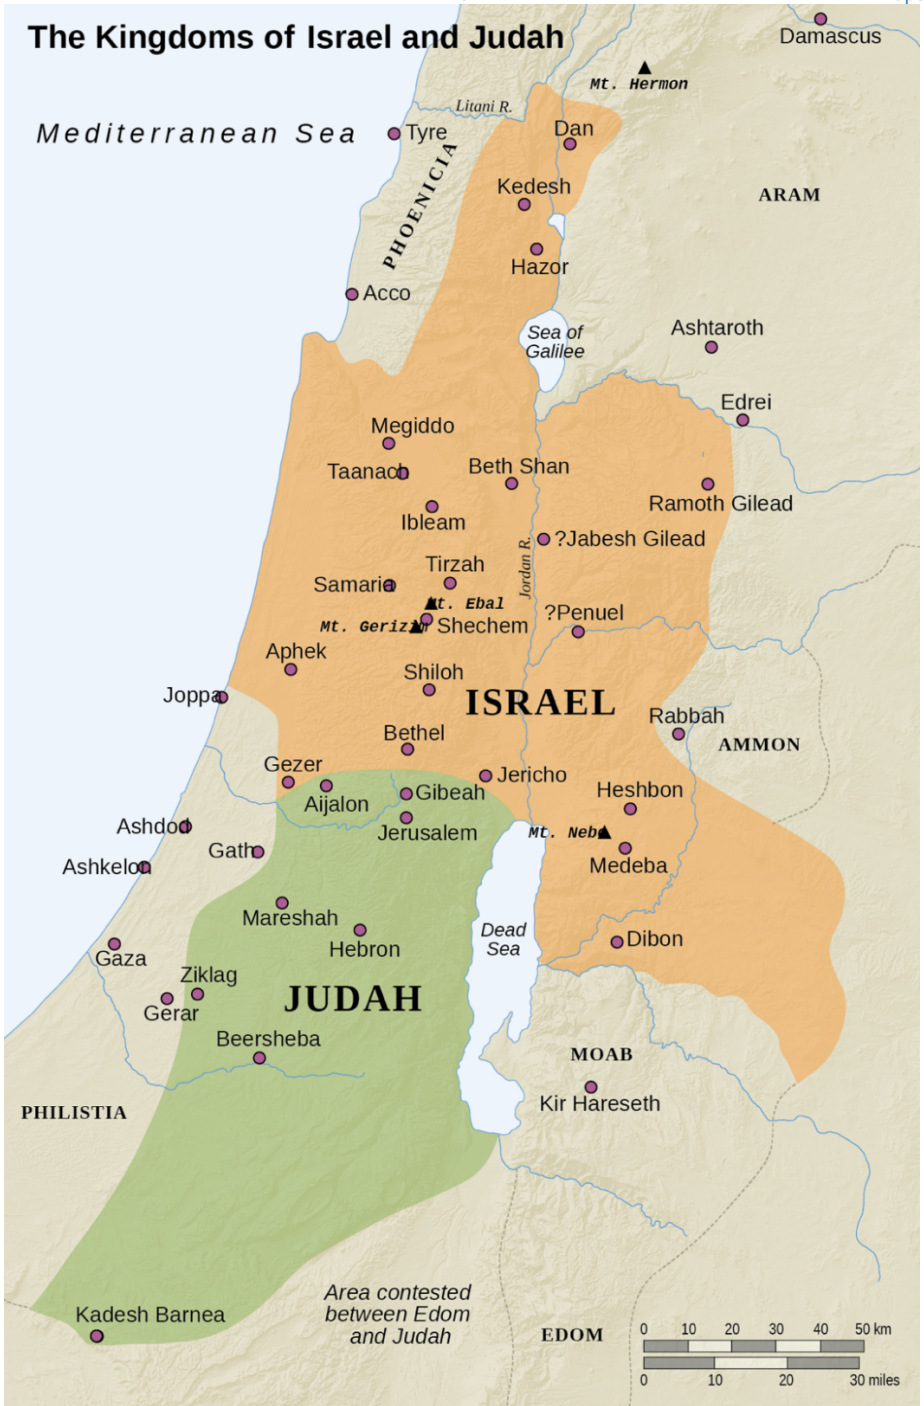 The Kingdoms of Israel and Judah
Damascus
Mt. Hermon
Litani R.
Mediterranean Sea
Tyre
Dan
PHOENICIA
Kedesh
ARAM
Hazor
Acco
Sea of
Galilee
Ashtaroth
Edrei
Megiddo
Taanach
Beth Shan
Ramoth Gilead
Ibleam
?Jabesh Gilead
Jordan R.
Tirzah
Samaria
Mt. Ebal
?Penuel
Mt. Gerizim
Shechem
Aphek
Shiloh
Joppa
ISRAEL
Rabbah
Bethel
AMMON
Gezer
Jericho
Aijalon
Gibeah
Heshbon
Ashdod
Jerusalem
Mt. Nebo
Gath
Ashkelon
Medeba
Mareshah
Hebron
Dead
Sea
Dibon
Gaza
Ziklag
JUDAH
Gerar
Beersheba
MOAB
PHILISTIA
Kir Hareseth
Area contested
between Edom
and Judah
Kadesh Barnea
EDOM
0 10 20 30 40 50 km
0 10 20 30 miles